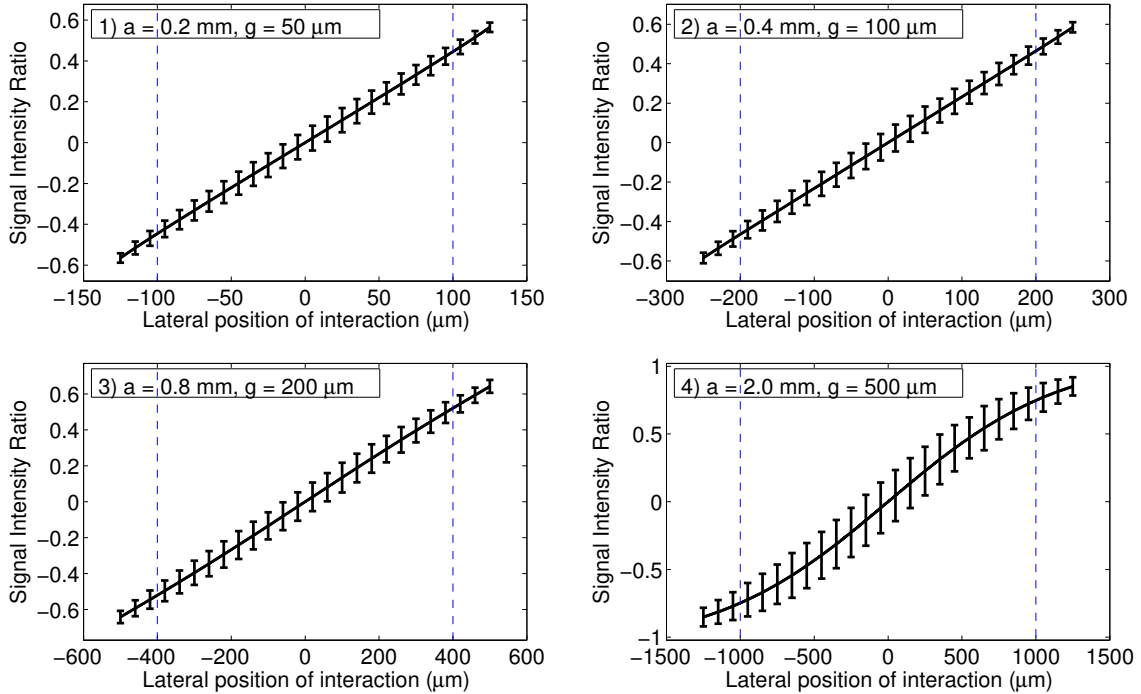 1) a = 0.2 mm, g = 50 μm
Signal Intensity Ratio
0.6
0.4
0.2
0
−0.2
−0.4
−0.6
−150 −100 −50 0 50 100 150
Lateral position of interaction (μm)
2) a = 0.4 mm, g = 100 μm
Signal Intensity Ratio
0.6
0.4
0.2
0
−0.2
−0.4
−0.6
−300 −200 −100 0 100 200 300
Lateral position of interaction (μm)
3) a = 0.8 mm, g = 200 μm
Signal Intensity Ratio
0.6
0.4
0.2
0
−0.2
−0.4
−0.6
−600 −400 −200 0 200 400 600
Lateral position of interaction (μm)
4) a = 2.0 mm, g = 500 μm
Signal Intensity Ratio
1
0.5
0
−0.5
−1
−1500 −1000 −500 0 500 1000 1500
Lateral position of interaction (μm)